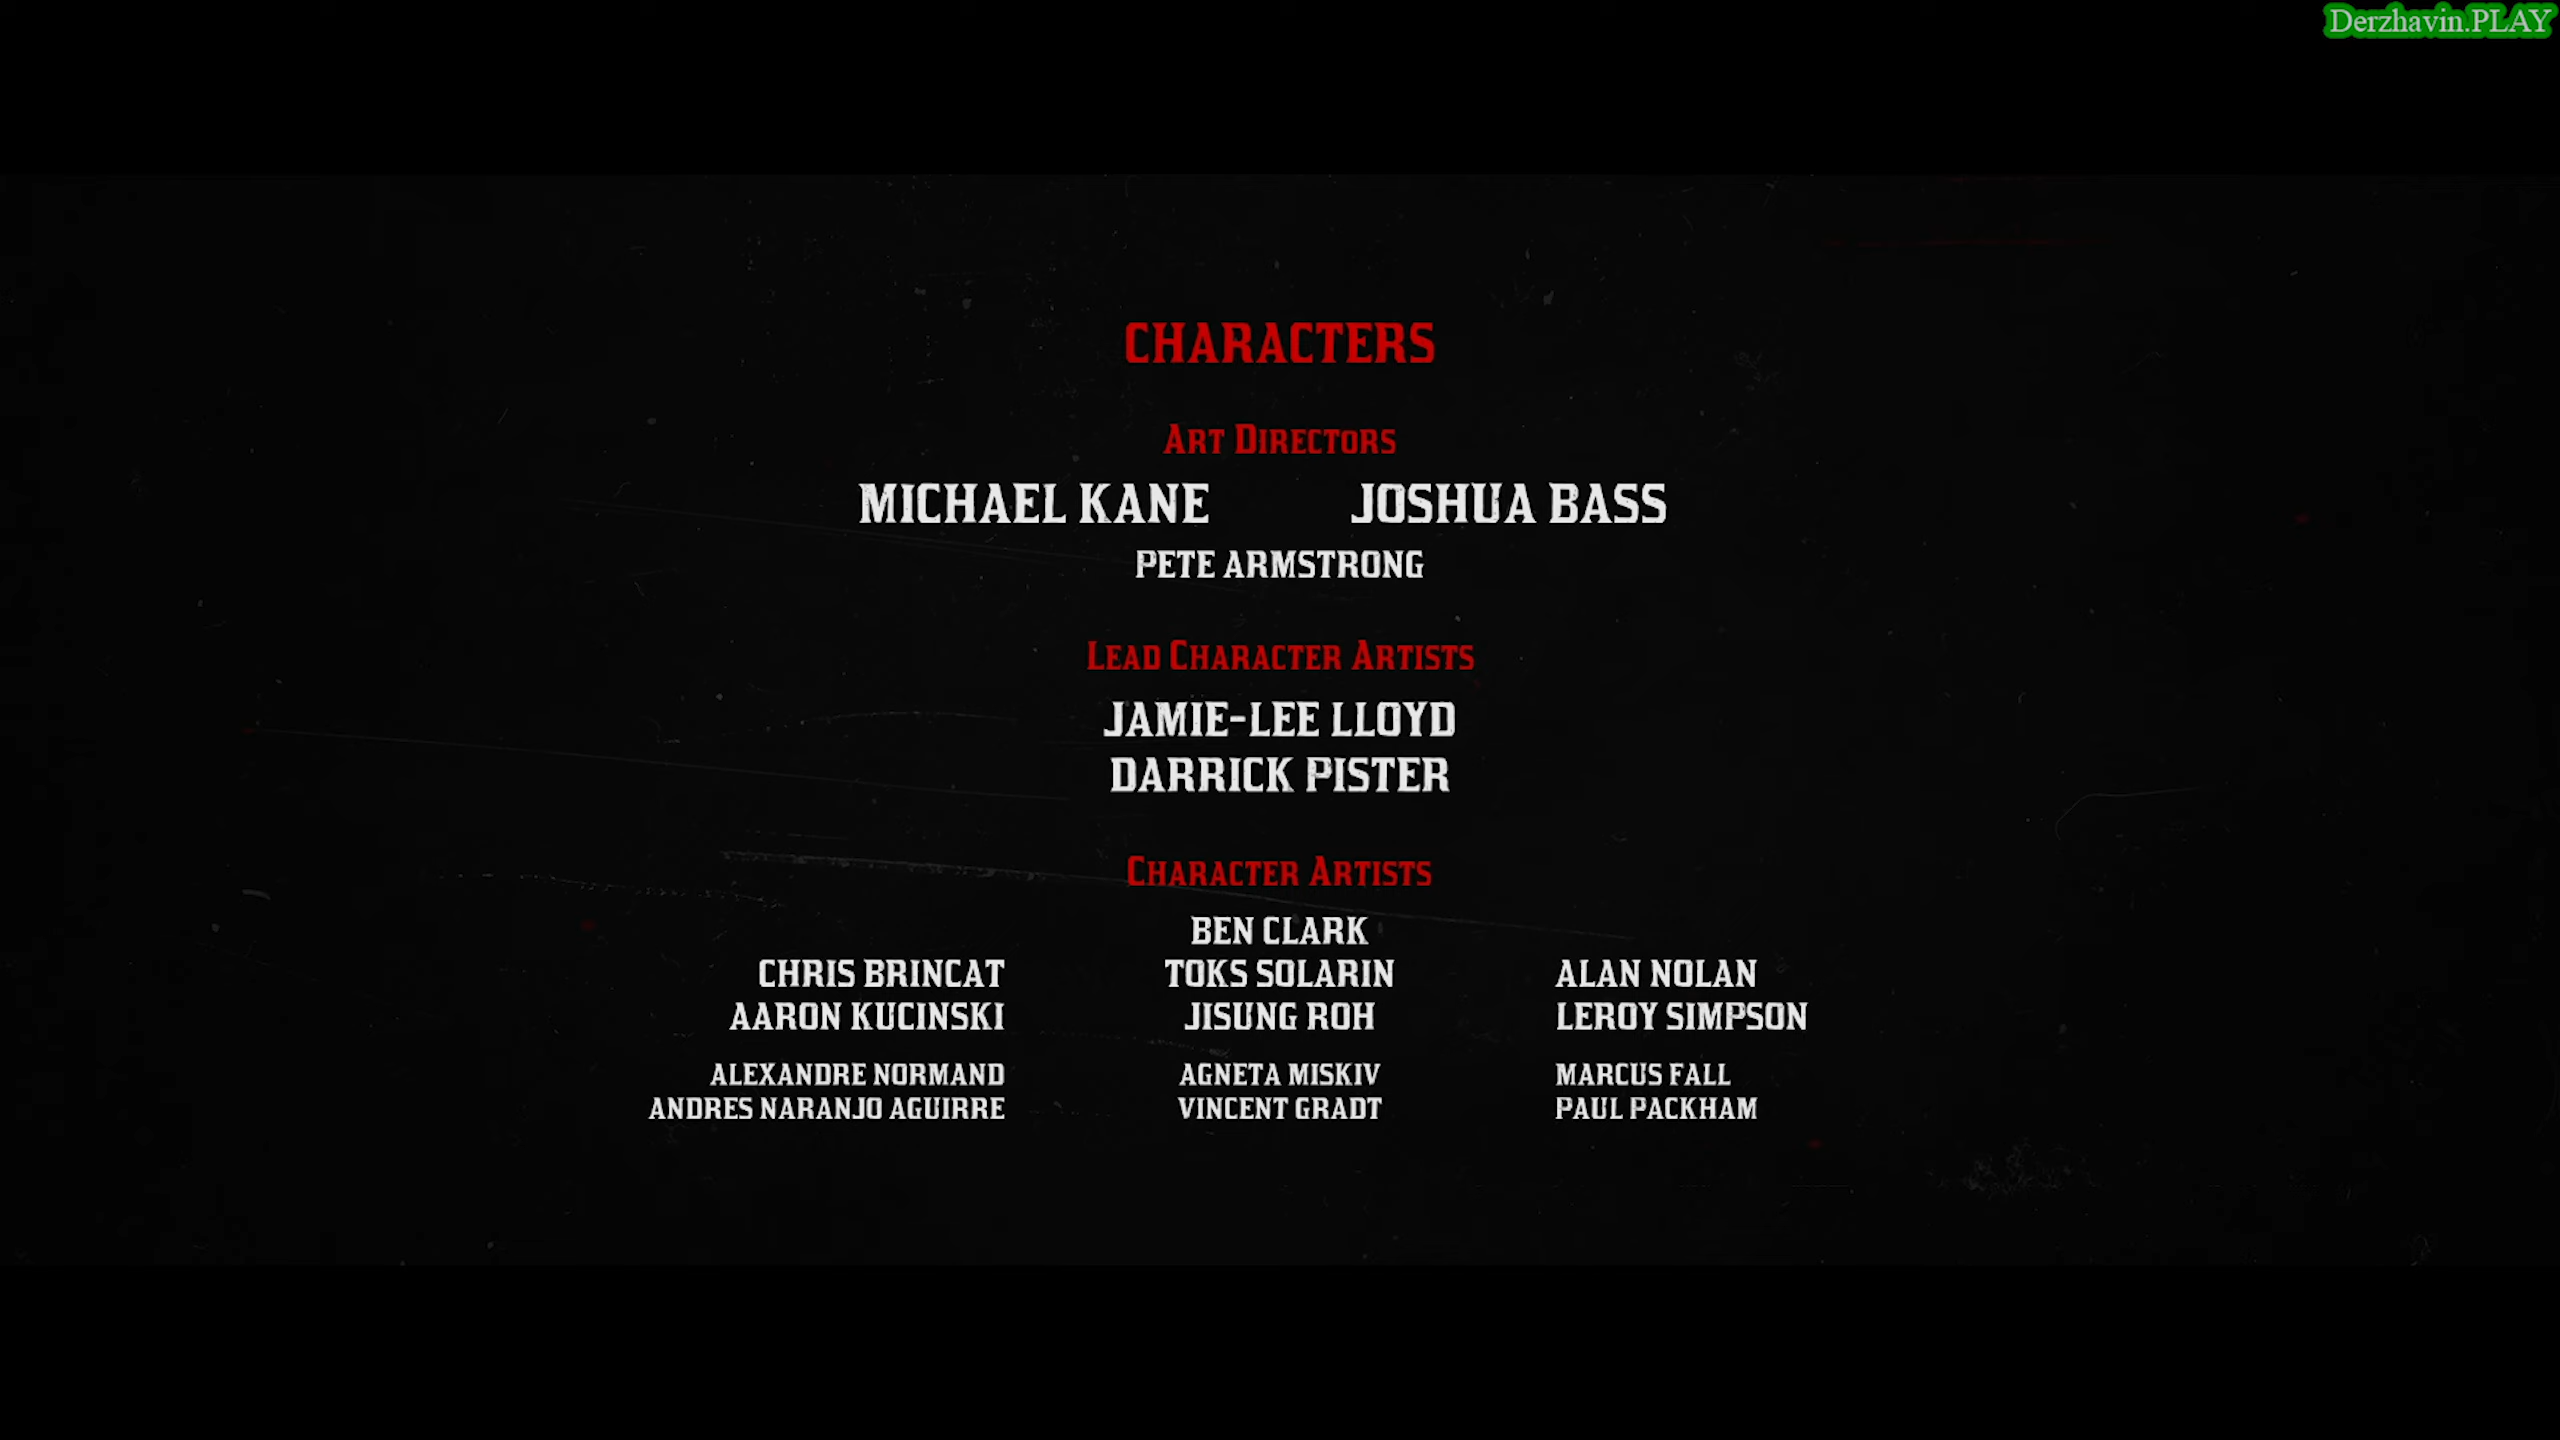 Derzhavin.PLAY
CHARACTERS
ART DIRECTORS
MICHAEL KANE JOSHUA BASS
PETE ARMSTRONG
LEAD CHARACTER ARTISTS
JAMIE-LEE LLOYD
DARRICK PISTER
CHARACTER ARTISTS
BEN CLARK
CHRIS BRINCAT TOKS SOLARIN ALAN NOLAN
AARON KUCINSKI JISUNG ROH LEROY SIMPSON
ALEXANDRE NORMAND AGNETA MISKIV MARCUS FALL
ANDRES NARANJO AGUIRRE VINCENT GRADT PAUL PACKHAM